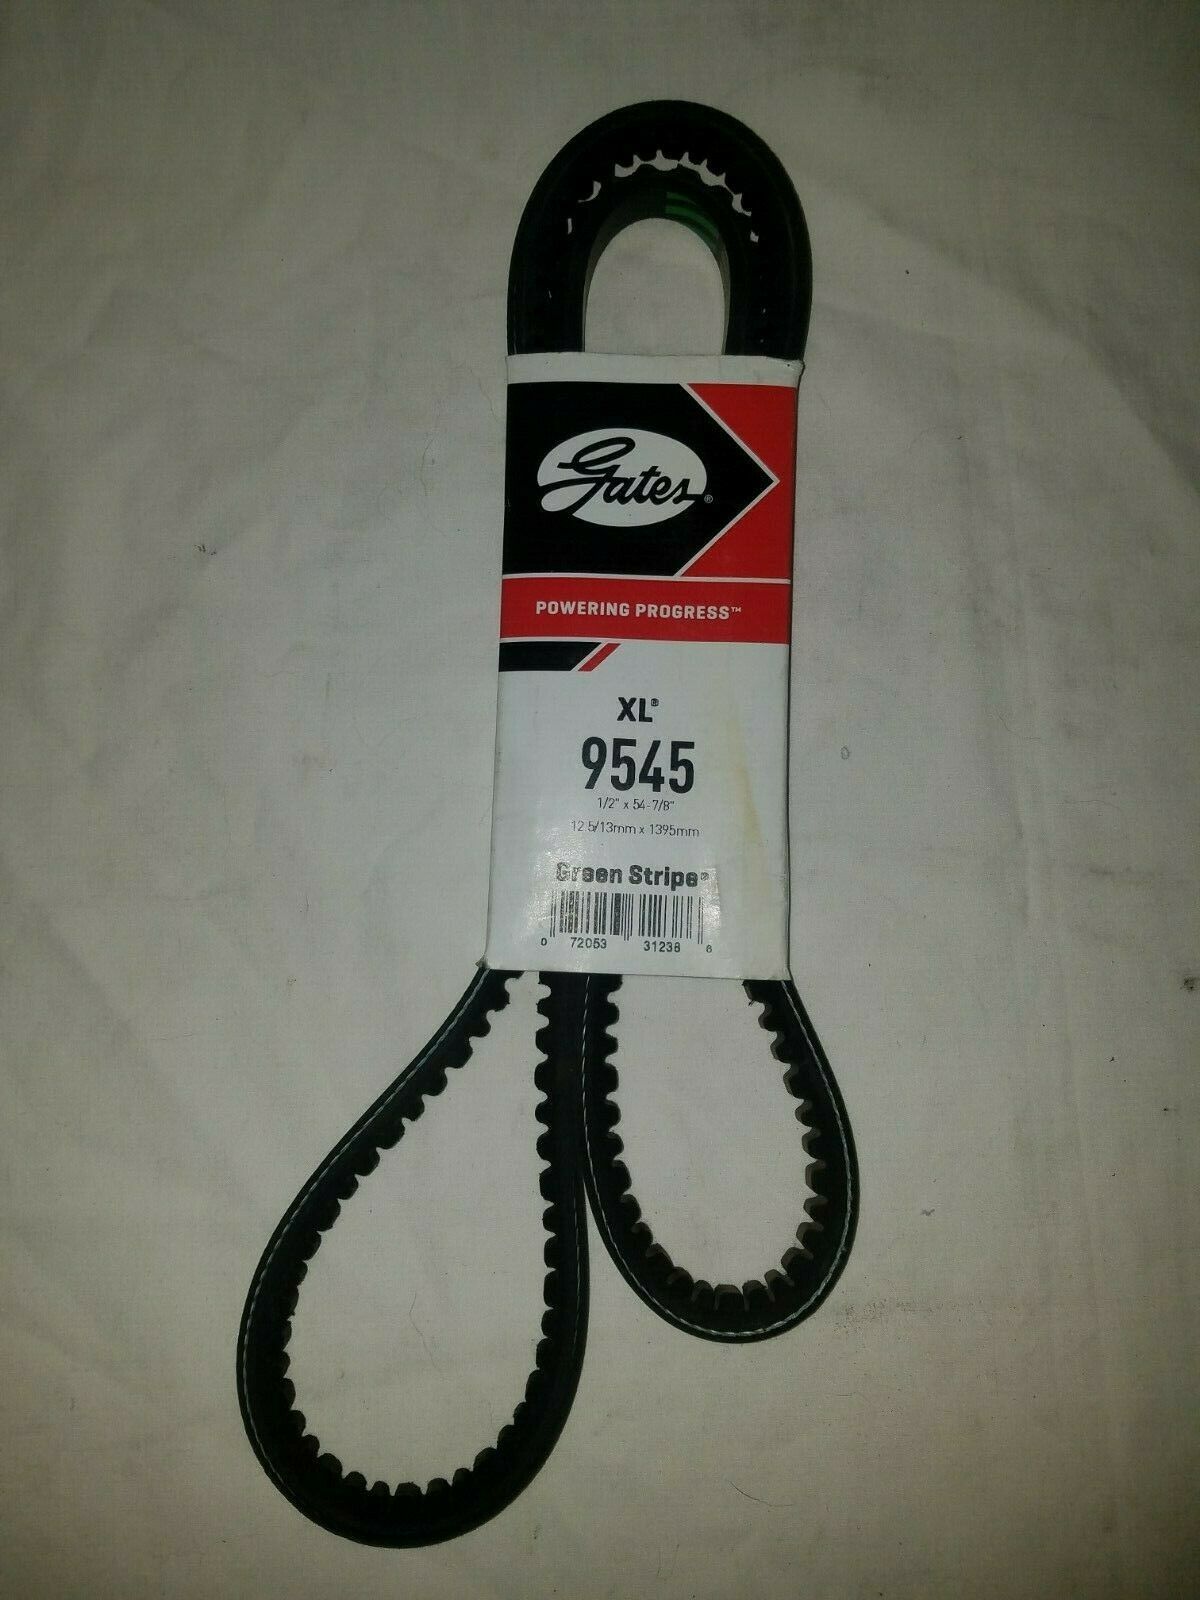 Gates®
POWERING PROGRESS™
XL®
9545
1/2" x 54-7/8"
12.5/13mm x 1395mm
Green Stripe®
0 72053 31238 6